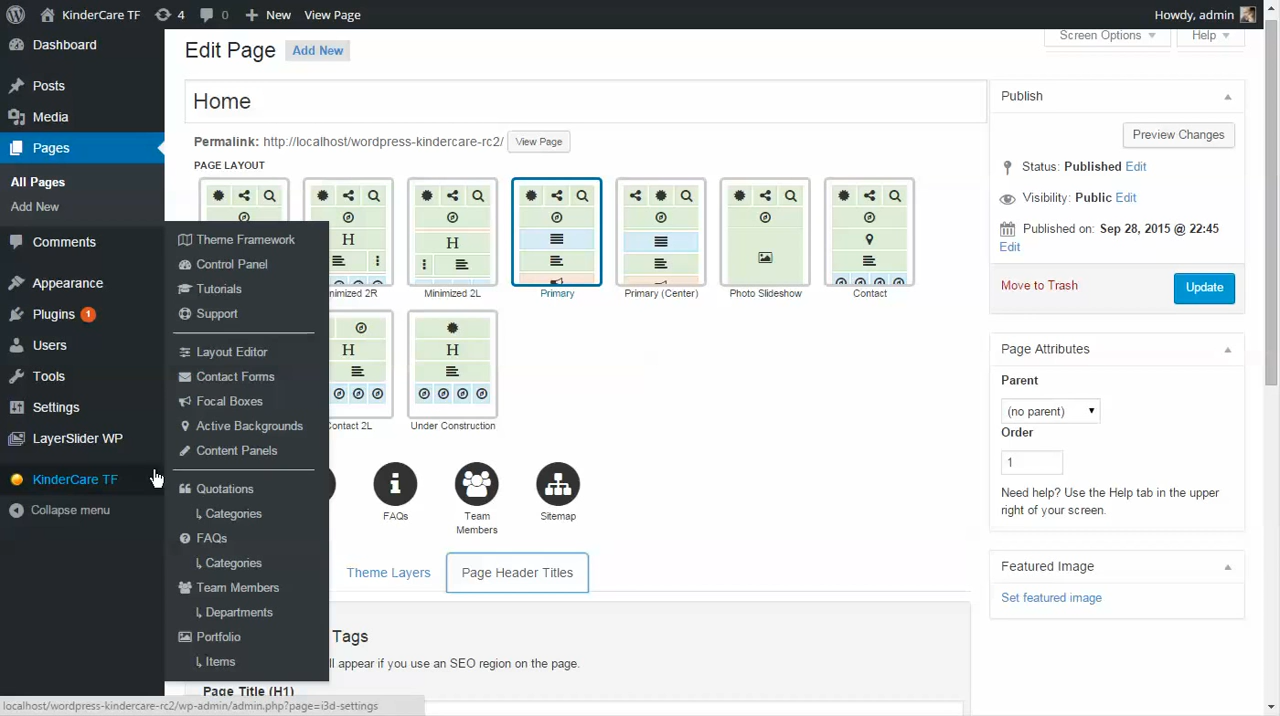 KinderCare TF
4
0
New
View Page
Howdy, admin
Dashboard
Posts
Media
Pages
All Pages
Add New
Comments
Appearance
Plugins 1
Users
Tools
Settings
LayerSlider WP
KinderCare TF
Collapse menu
Theme Framework
Control Panel
Tutorials
Support
Layout Editor
Contact Forms
Focal Boxes
Active Backgrounds
Content Panels
Quotations
Categories
FAQs
Categories
Team Members
Departments
Portfolio
Items
Edit Page
Add New
Screen Options
Help
Home
Permalink: http://localhost/wordpress-kindercare-rc2/
View Page
PAGE LAYOUT
H
H
nimized 2R
Minimized 2L
Primary
Primary (Center)
Photo Slideshow
Contact
H
H
ontact 2L
Under Construction
FAQs
Team
Members
Sitemap
Theme Layers
Page Header Titles
Tags
ll appear if you use an SEO region on the page.
Page Title (H1)
Publish
Preview Changes
Status: Published Edit
Visibility: Public Edit
Published on: Sep 28, 2015 @ 22:45
Edit
Move to Trash
Update
Page Attributes
Parent
(no parent)
Order
1
Need help? Use the Help tab in the upper
right of your screen.
Featured Image
Set featured image
localhost/wordpress-kindercare-rc2/wp-admin/admin.php?page=i3d-settings